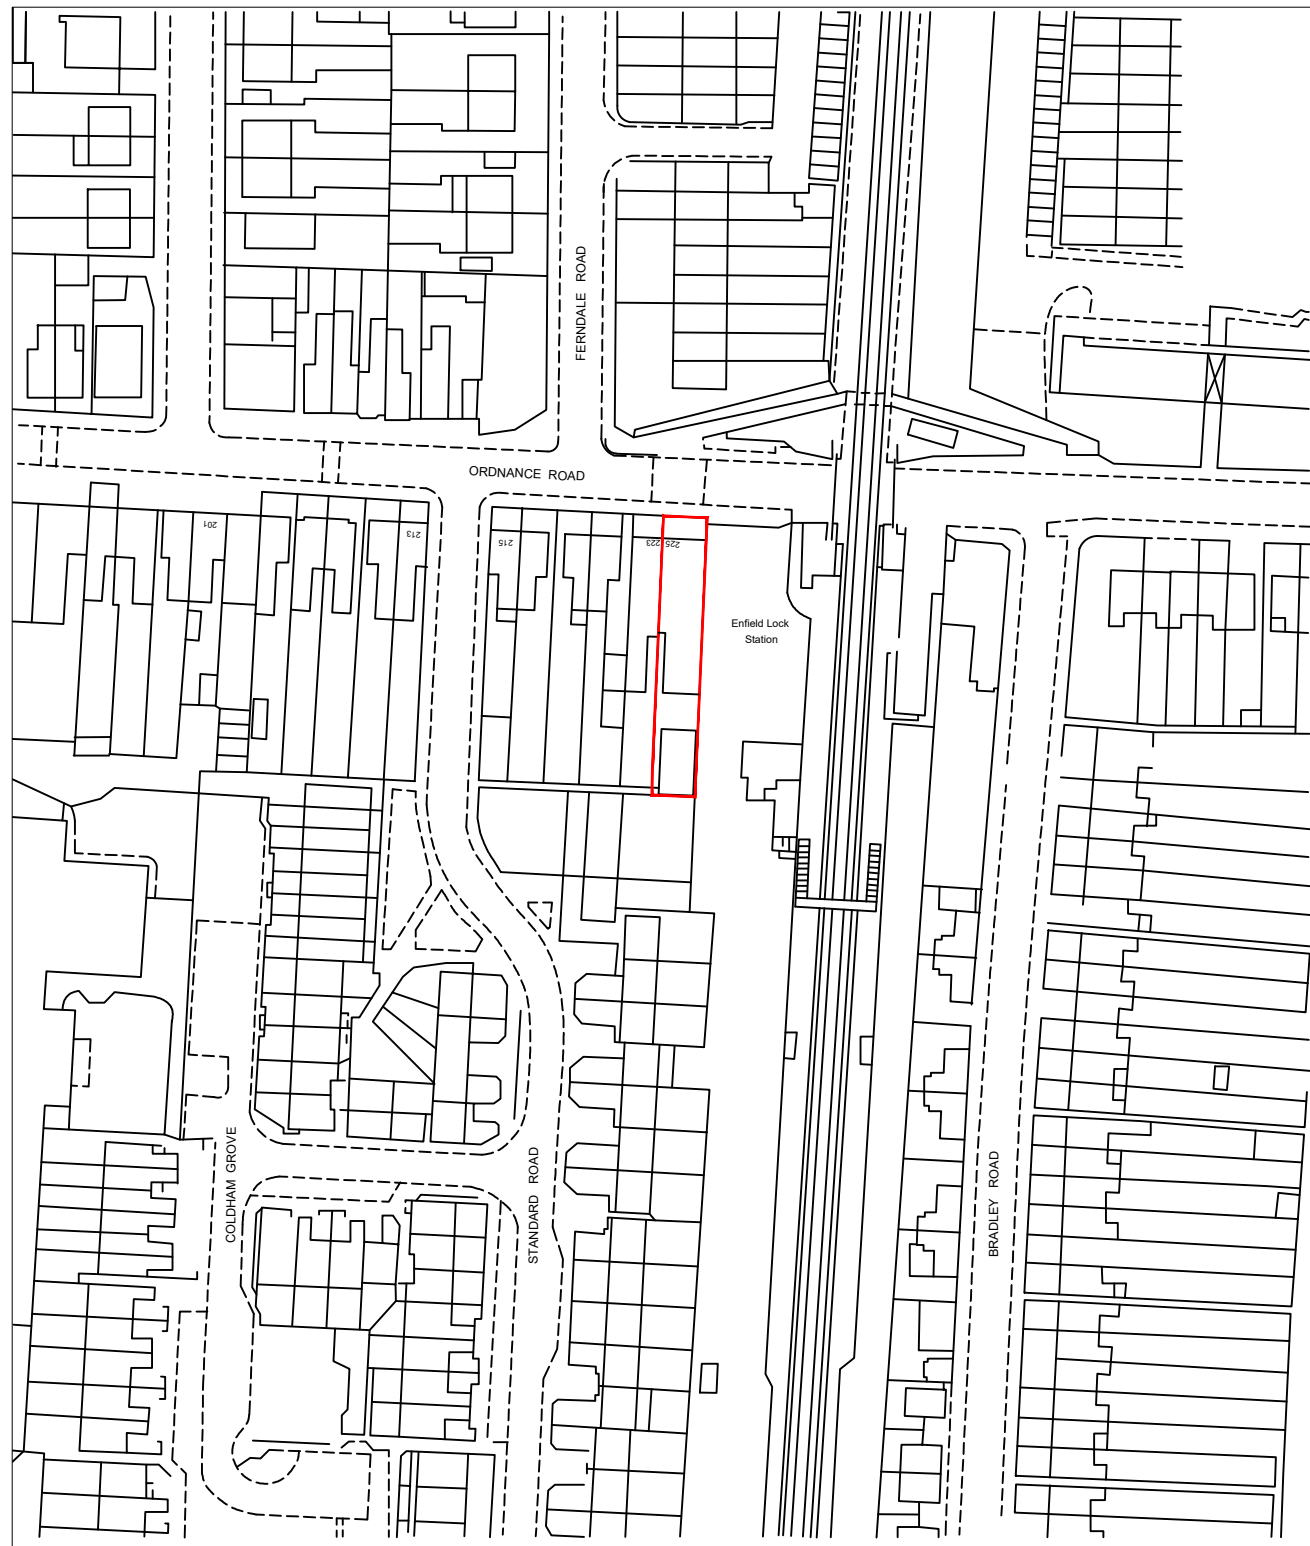 FERNDALE ROAD
ORDNANCE ROAD
201
213
215
223
225
Enfield Lock
Station
COLDHAM GROVE
STANDARD ROAD
BRADLEY ROAD